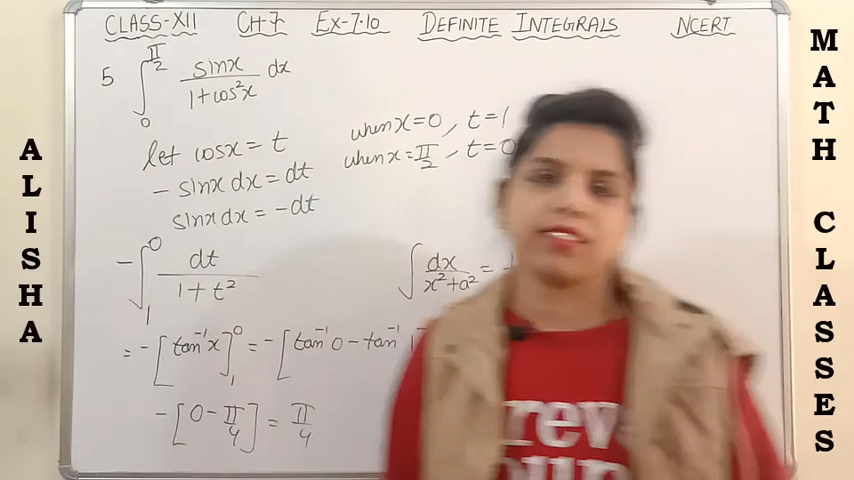 CLASS-XII CH-7 Ex-7.10 DEFINITE INTEGRALS NCERT
5 ∫₀^(π/2) sinx/(1+cos²x) dx
let cosx = t
when x=0, t=1
when x=π/2, t=0
- sinx dx = dt
sinx dx = -dt
-∫₁⁰ dt/(1+t²)
∫ dx/(x²+a²) =
= -[tan⁻¹x]₁⁰ = -[tan⁻¹0 - tan⁻¹1
-[0 - π/4] = π/4
ALISHA
MATH CLASSES